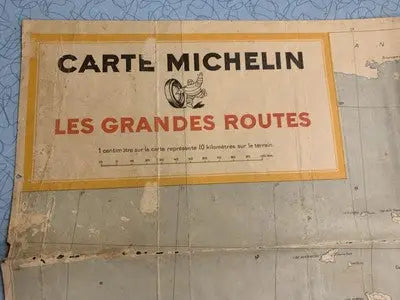 CARTE MICHELIN
LES GRANDES ROUTES
1 centimètre sur la carte représente 10 kilomètres sur le terrain.